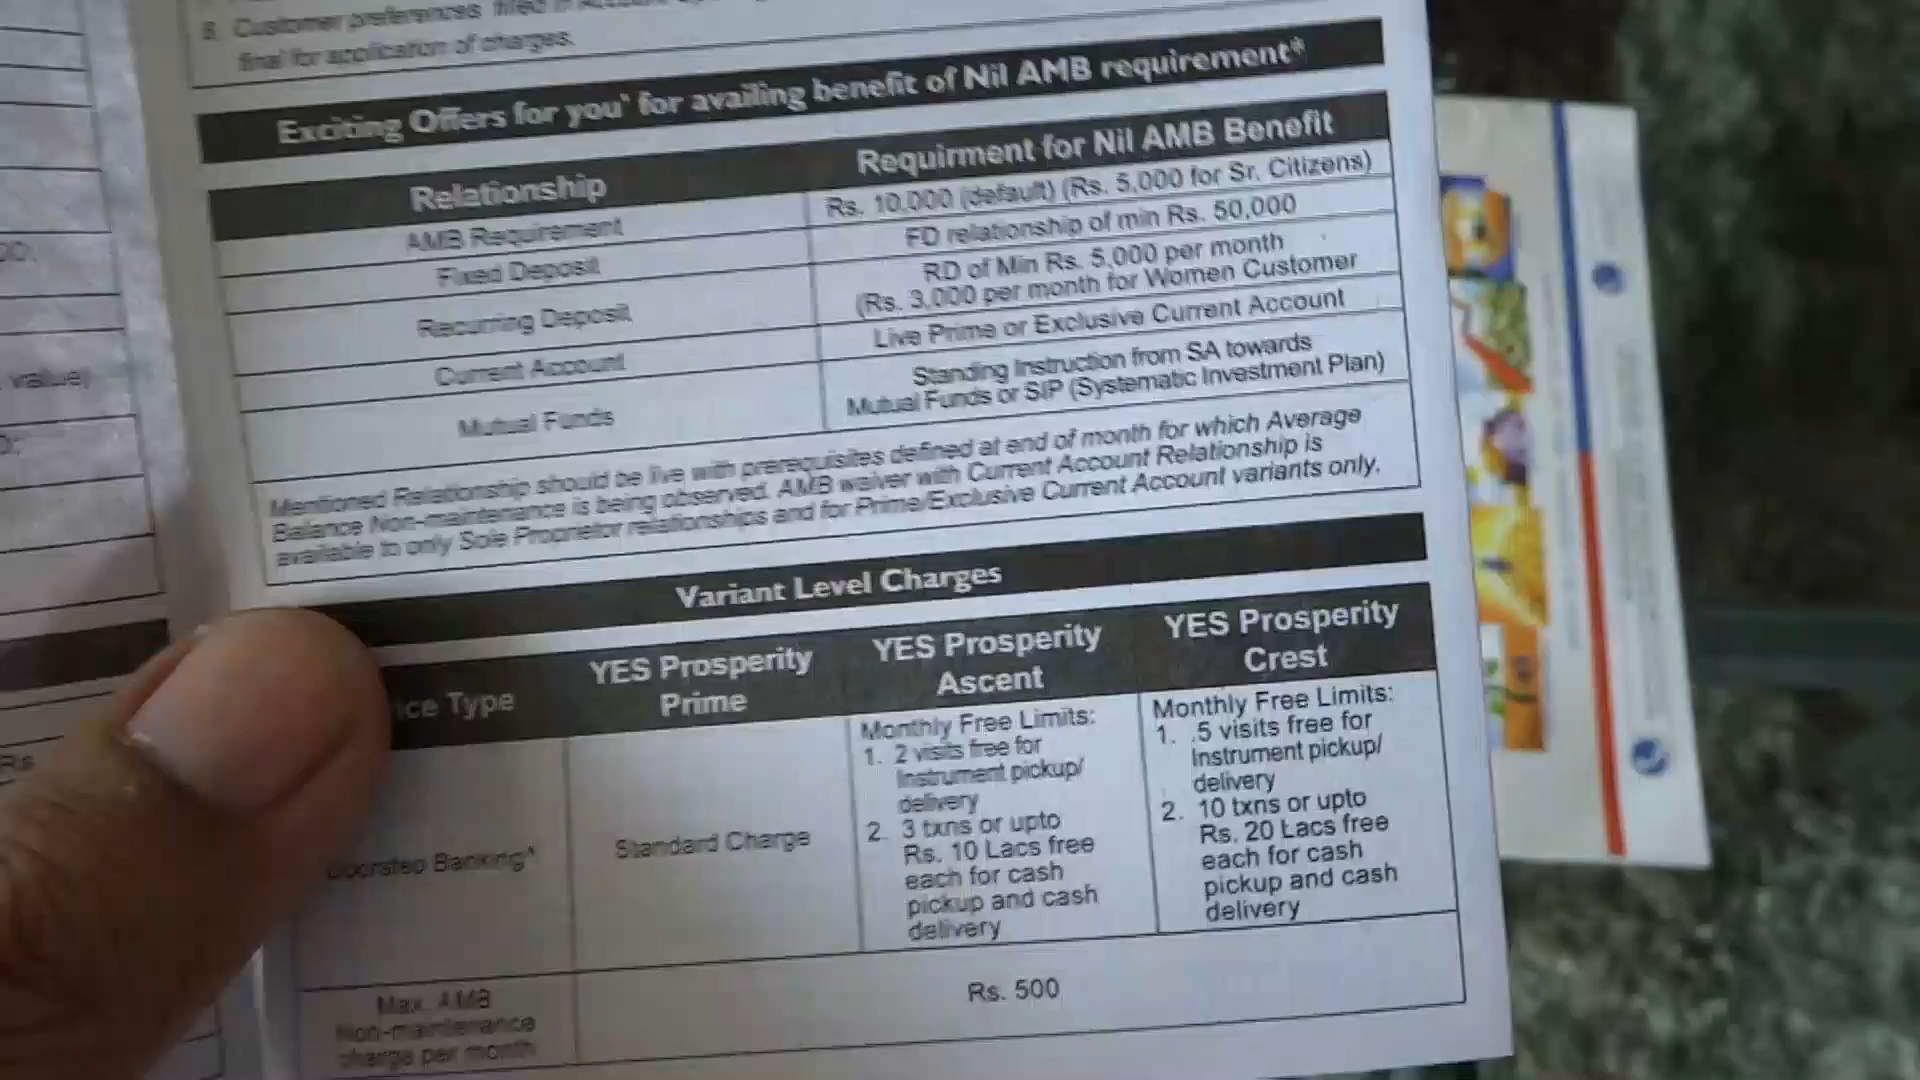 8. Customer preferences filled in
final for application of charges.
Exciting Offers for you* for availing benefit of Nil AMB requirement*
Relationship
Requirment for Nil AMB Benefit
AMB Requirement
Rs. 10,000 (default) (Rs. 5,000 for Sr. Citizens)
Fixed Deposit
FD relationship of min Rs. 50,000
Recurring Deposit
RD of Min Rs. 5,000 per month
(Rs. 3,000 per month for Women Customer
Current Account
Live Prime or Exclusive Current Account
Mutual Funds
Standing Instruction from SA towards
Mutual Funds or SIP (Systematic Investment Plan)
Mentioned Relationship should be live with prerequisites defined at end of month for which Average
Balance Non-maintenance is being observed. AMB waiver with Current Account Relationship is
available to only Sole Proprietor relationships and for Prime/Exclusive Current Account variants only.
Variant Level Charges
Type
YES Prosperity
Prime
YES Prosperity
Ascent
YES Prosperity
Crest
Doorstep Banking^
Standard Charge
Monthly Free Limits:
1. 2 visits free for
Instrument pickup/
delivery
2. 3 txns or upto
Rs. 10 Lacs free
each for cash
pickup and cash
delivery
Monthly Free Limits:
1. .5 visits free for
Instrument pickup/
delivery
2. 10 txns or upto
Rs. 20 Lacs free
each for cash
pickup and cash
delivery
Max. AMB
Non-maintenance
charge per month
Rs. 500
value)
Rs